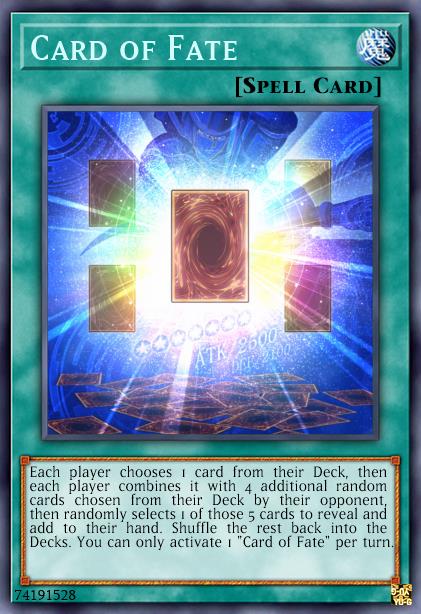 Card of Fate
魔
[Spell Card]
ATK 2500
DEF 2100
Each player chooses 1 card from their Deck, then
each player combines it with 4 additional random
cards chosen from their Deck by their opponent,
then randomly selects 1 of those 5 cards to reveal and
add to their hand. Shuffle the rest back into the
Decks. You can only activate 1 "Card of Fate" per turn.
74191528